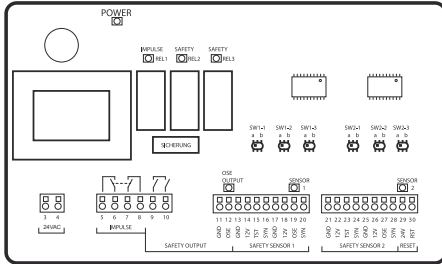 POWER
IMPULSE SAFETY SAFETY
REL1 REL2 REL3
SICHERUNG
SW1-1 SW1-2 SW1-3 SW2-1 SW2-2 SW2-3
a b a b a b a b a b a b
OSE
OUTPUT
SENSOR
1
SENSOR
2
3 4 5 6 7 8 9 10 11 12 13 14 15 16 17 18 19 20 21 22 23 24 25 26 27 28 29 30
GND OSE GND 12V TST SYN GND 12V OSE SYN GND 12V TST SYN GND 12V OSE SYN 24V RST
24VAC IMPULSE
SAFETY OUTPUT SAFETY SENSOR 1 SAFETY SENSOR 2 RESET